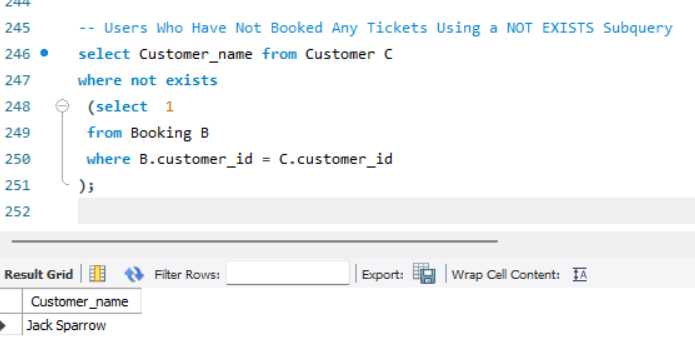 244
245 -- Users Who Have Not Booked Any Tickets Using a NOT EXISTS Subquery
246 select Customer_name from Customer C
247 where not exists
248 (select 1
249 from Booking B
250 where B.customer_id = C.customer_id
251 );
252
Result Grid Filter Rows: Export: Wrap Cell Content: IA
Customer_name
Jack Sparrow